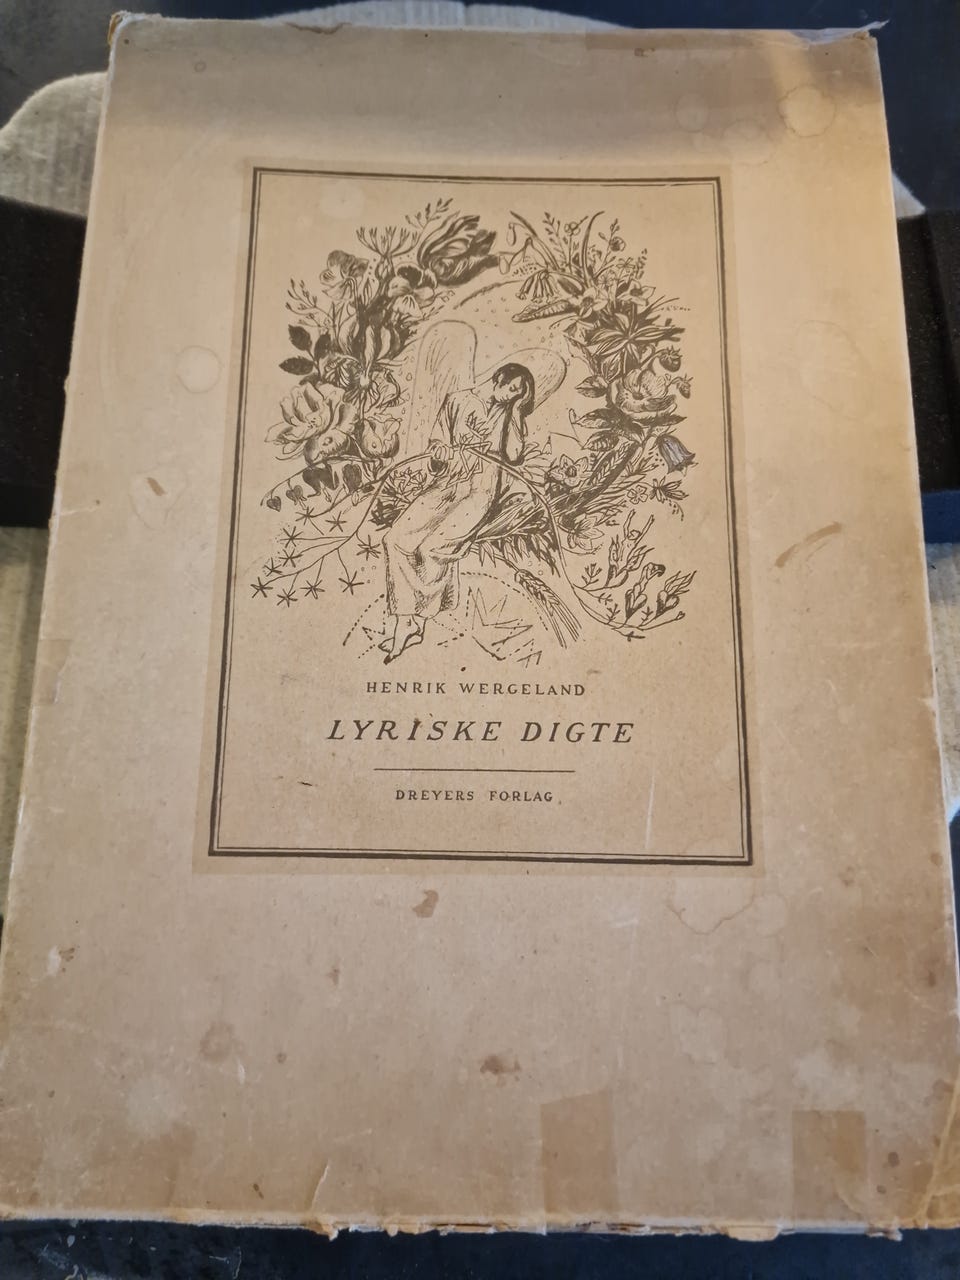 HENRIK WERGELAND
LYRISKE DIGTE
DREYERS FORLAG